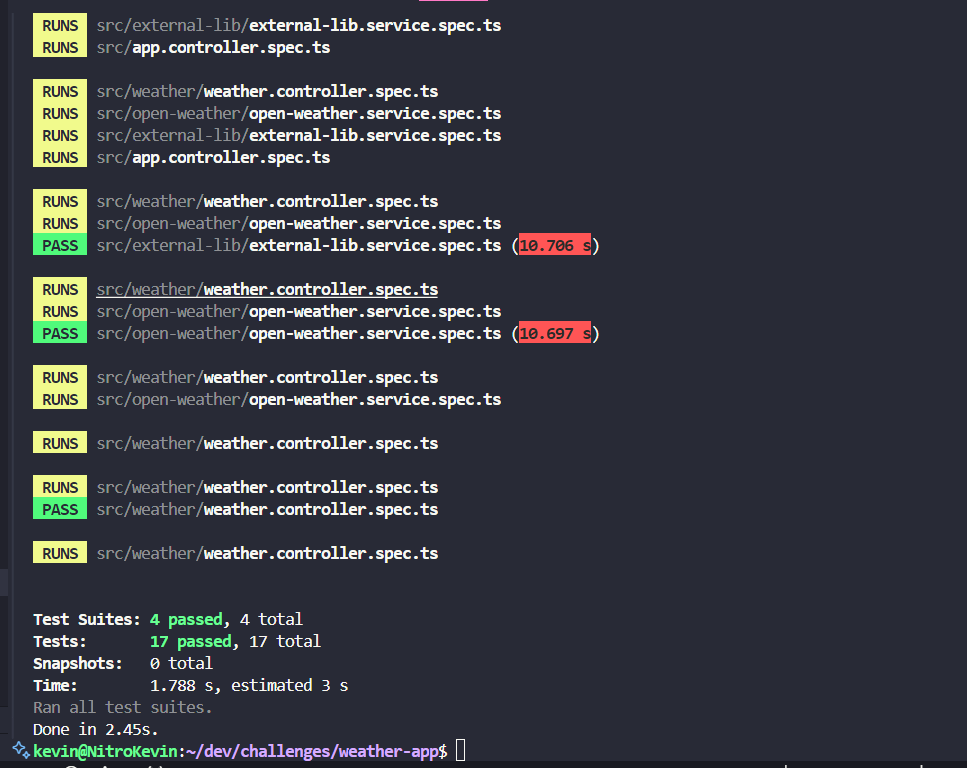 RUNS src/external-lib/external-lib.service.spec.ts
RUNS src/app.controller.spec.ts
RUNS src/weather/weather.controller.spec.ts
RUNS src/open-weather/open-weather.service.spec.ts
RUNS src/external-lib/external-lib.service.spec.ts
RUNS src/app.controller.spec.ts
RUNS src/weather/weather.controller.spec.ts
RUNS src/open-weather/open-weather.service.spec.ts
PASS src/external-lib/external-lib.service.spec.ts (10.706 s)
RUNS src/weather/weather.controller.spec.ts
RUNS src/open-weather/open-weather.service.spec.ts
PASS src/open-weather/open-weather.service.spec.ts (10.697 s)
RUNS src/weather/weather.controller.spec.ts
RUNS src/open-weather/open-weather.service.spec.ts
RUNS src/weather/weather.controller.spec.ts
RUNS src/weather/weather.controller.spec.ts
PASS src/weather/weather.controller.spec.ts
RUNS src/weather/weather.controller.spec.ts
Test Suites: 4 passed, 4 total
Tests: 17 passed, 17 total
Snapshots: 0 total
Time: 1.788 s, estimated 3 s
Ran all test suites.
Done in 2.45s.
kevin@NitroKevin:~/dev/challenges/weather-app$